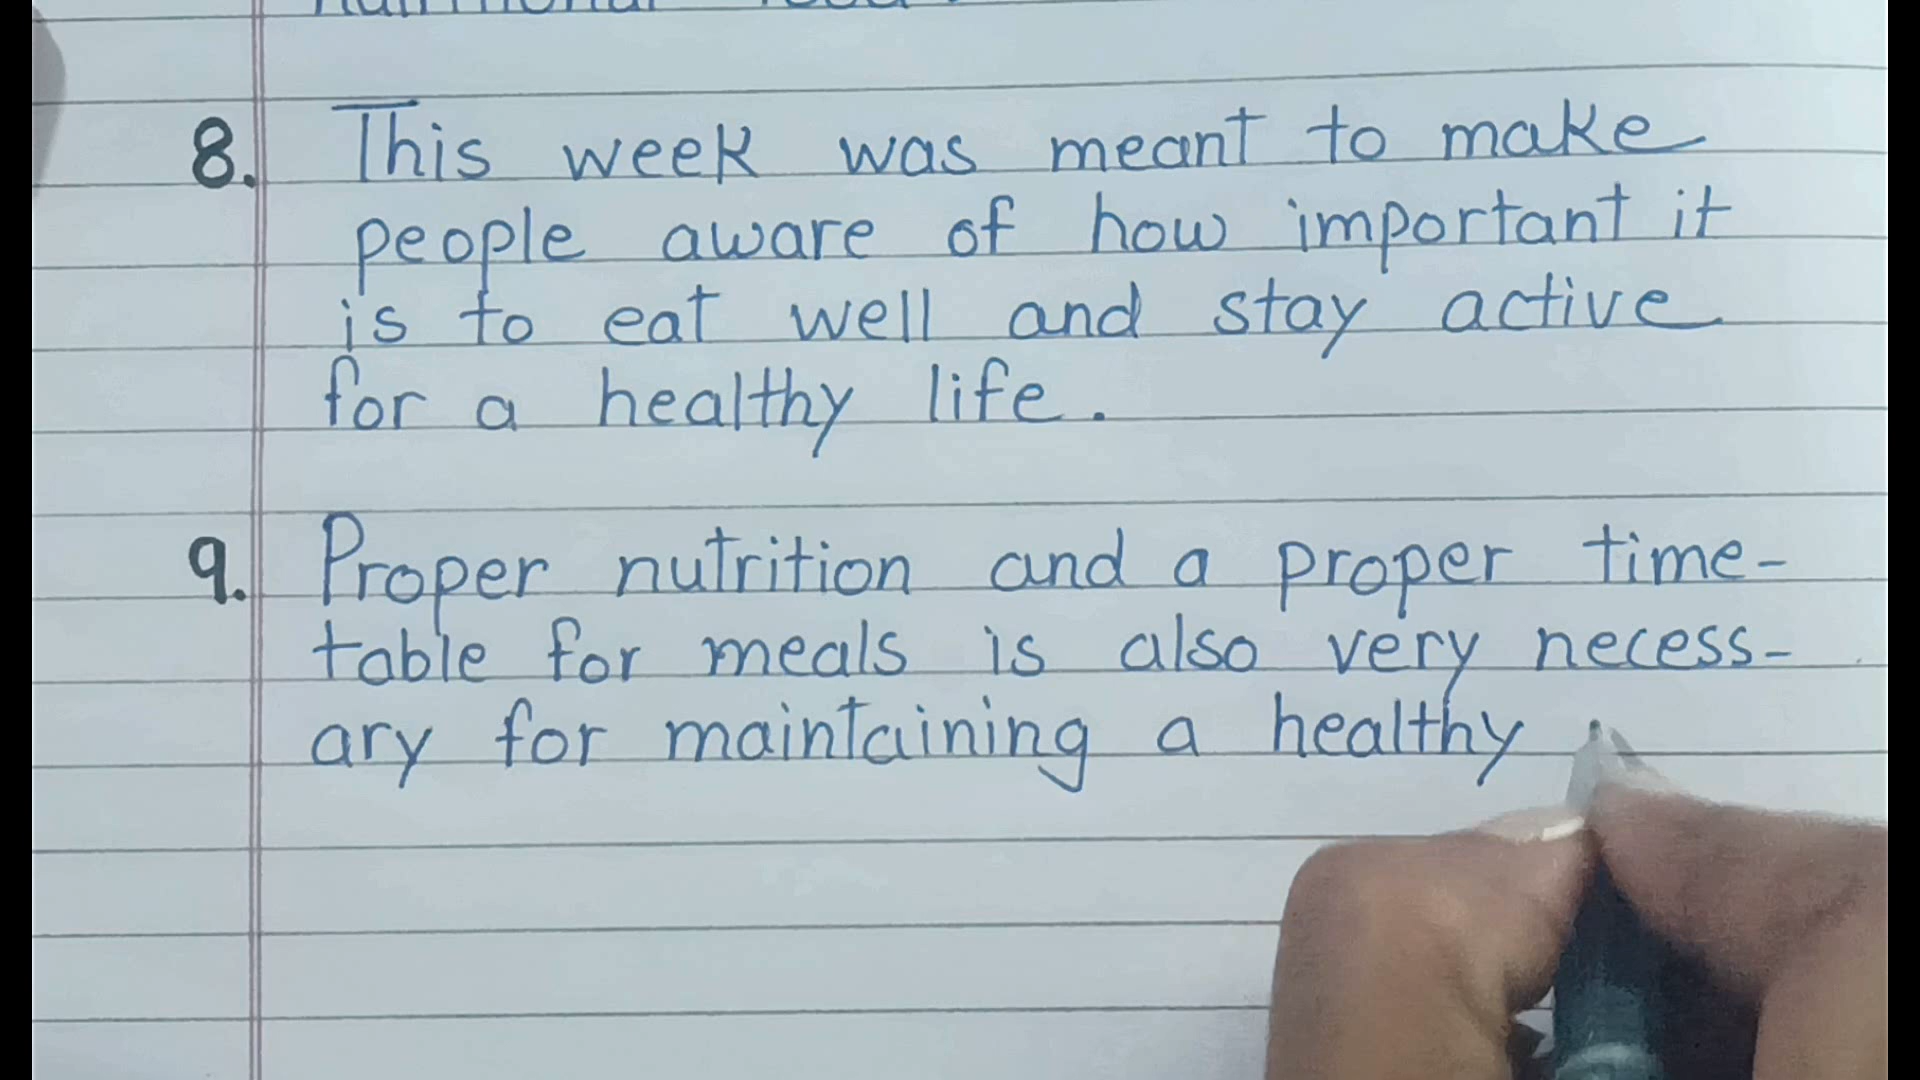 8. This week was meant to make
people aware of how important it
is to eat well and stay active
for a healthy life.
9. Proper nutrition and a proper time-
table for meals is also very necess-
ary for maintaining a healthy